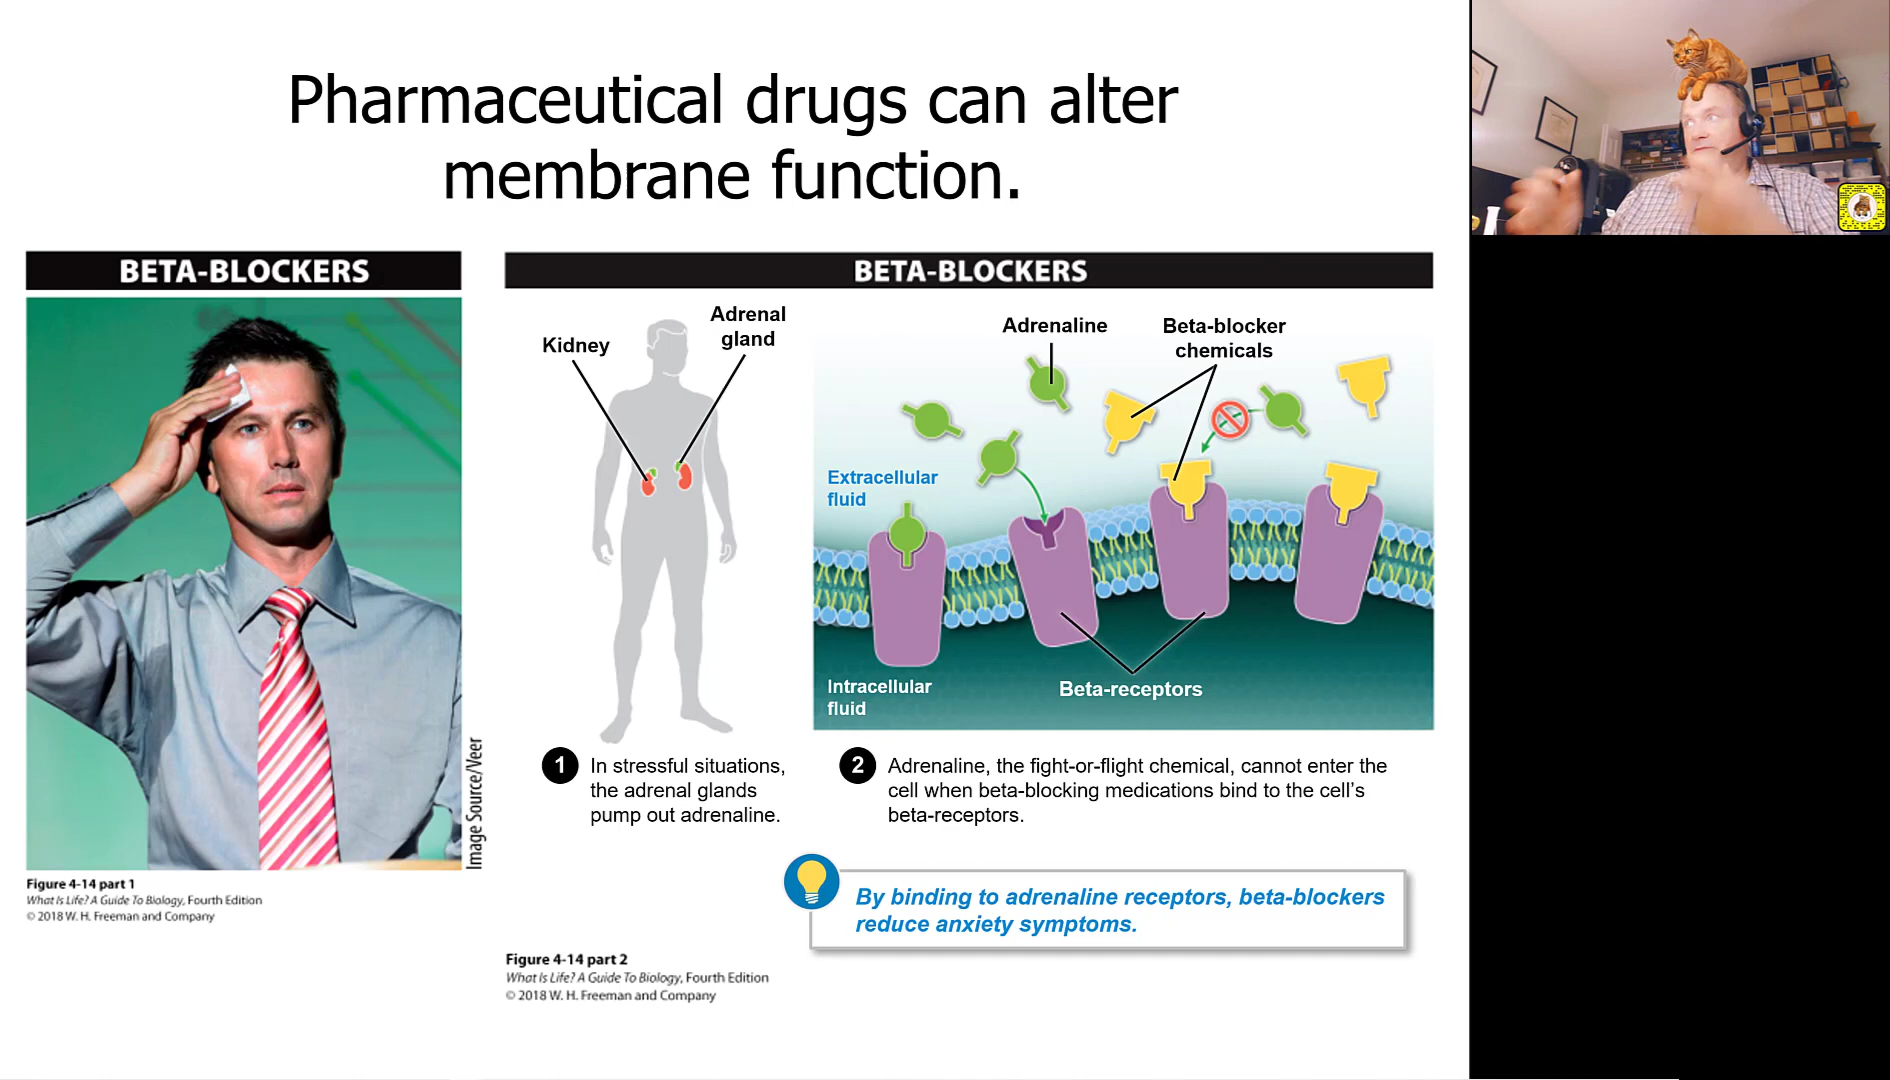 Pharmaceutical drugs can alter
membrane function.
BETA-BLOCKERS
Image Source/Veer
Figure 4-14 part 1
What Is Life? A Guide To Biology, Fourth Edition
© 2018 W. H. Freeman and Company
BETA-BLOCKERS
Kidney
Adrenal
gland
Adrenaline
Beta-blocker
chemicals
Extracellular
fluid
Intracellular
fluid
Beta-receptors
1 In stressful situations,
the adrenal glands
pump out adrenaline.
2 Adrenaline, the fight-or-flight chemical, cannot enter the
cell when beta-blocking medications bind to the cell’s
beta-receptors.
By binding to adrenaline receptors, beta-blockers
reduce anxiety symptoms.
Figure 4-14 part 2
What Is Life? A Guide To Biology, Fourth Edition
© 2018 W. H. Freeman and Company